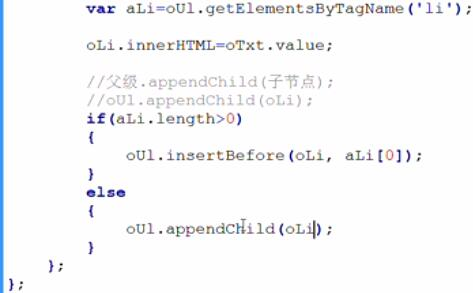 var aLi=oUl.getElementsByTagName('li');
oLi.innerHTML=oTxt.value;
//父级.appendChild(子节点);
//oUl.appendChild(oLi);
if(aLi.length>0)
{
oUl.insertBefore(oLi, aLi[0]);
}
else
{
oUl.appendChild(oLi);
}
};
};